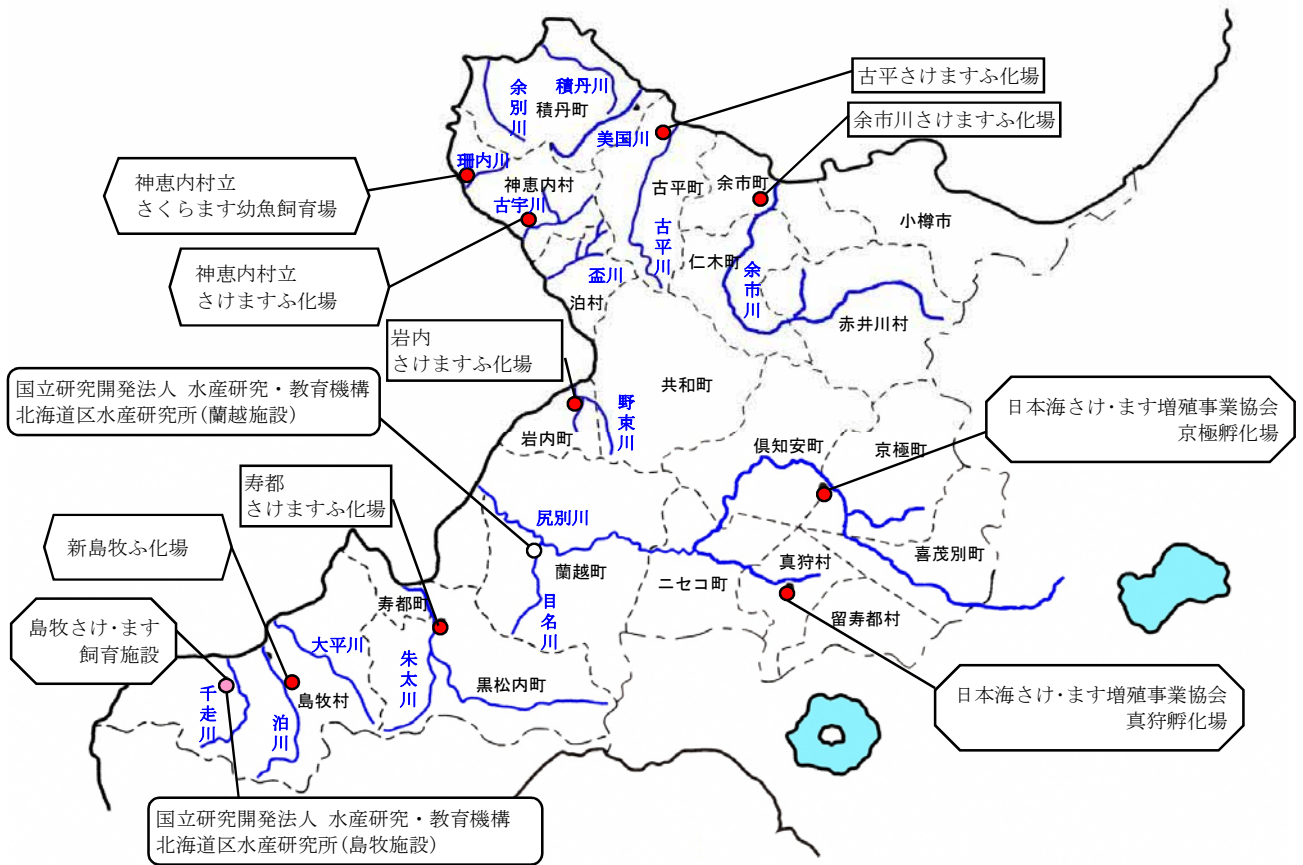 古平さけますふ化場
余市川さけますふ化場
余別川
積丹川
積丹町
美国川
珊内川
神恵内村
古宇川
古平町
古平川
余市町
小樽市
仁木町
余市川
赤井川村
盃川
泊村
神恵内村立
さくらます幼魚飼育場
神恵内村立
さけますふ化場
岩内
さけますふ化場
国立研究開発法人 水産研究・教育機構
北海道区水産研究所(蘭越施設)
共和町
野束川
岩内町
倶知安町
京極町
日本海さけ・ます増殖事業協会
京極孵化場
寿都
さけますふ化場
尻別川
蘭越町
目名川
ニセコ町
真狩村
喜茂別町
留寿都村
新島牧ふ化場
島牧さけ・ます
飼育施設
寿都町
大平川
朱太川
黒松内町
島牧村
千走川
泊川
日本海さけ・ます増殖事業協会
真狩孵化場
国立研究開発法人 水産研究・教育機構
北海道区水産研究所(島牧施設)